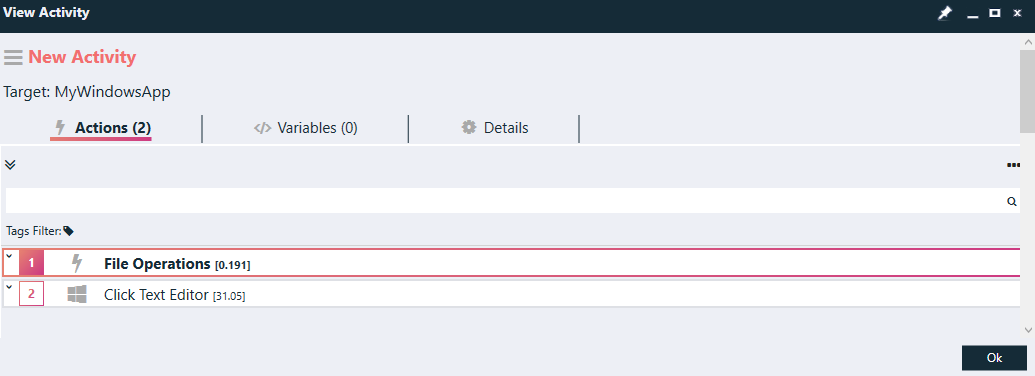 View Activity
New Activity
Target: MyWindowsApp
Actions (2) Variables (0) Details
Tags Filter:
1 File Operations [0.191]
2 Click Text Editor [31.05]
Ok